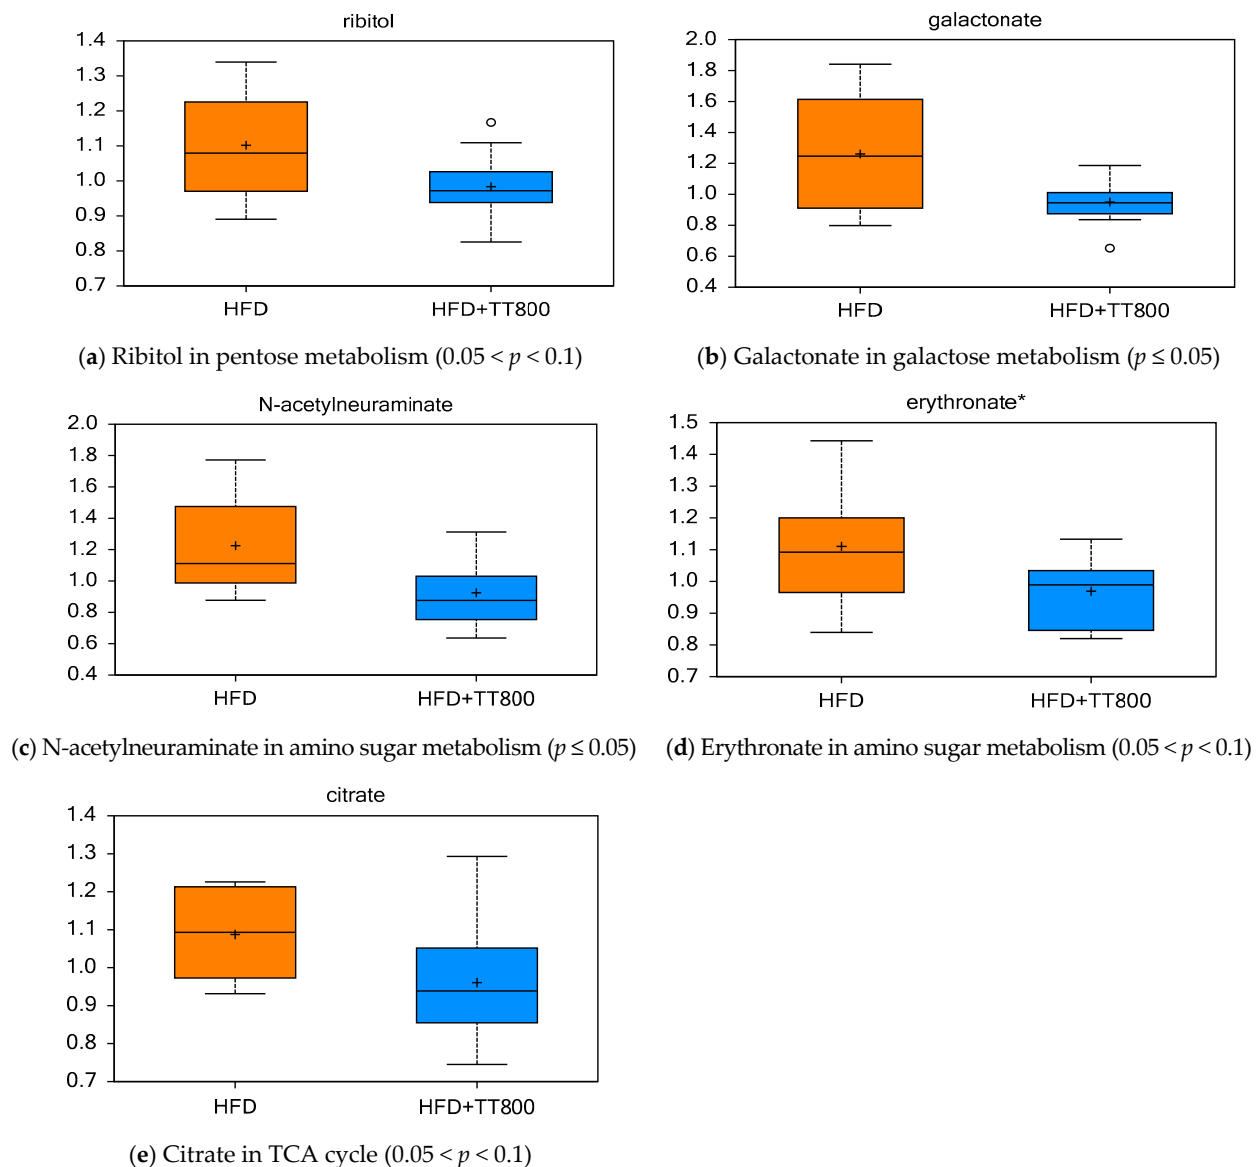 ribitol
1.4
1.3
1.2
1.1
1.0
0.9
0.8
0.7
HFD HFD+TT800
(a) Ribitol in pentose metabolism (0.05 < p < 0.1)
galactonate
2.0
1.8
1.6
1.4
1.2
1.0
0.8
0.6
0.4
HFD HFD+TT800
(b) Galactonate in galactose metabolism (p ≤ 0.05)
N-acetylneuraminate
2.0
1.8
1.6
1.4
1.2
1.0
0.8
0.6
0.4
HFD HFD+TT800
(c) N-acetylneuraminate in amino sugar metabolism (p ≤ 0.05)
erythronate*
1.5
1.4
1.3
1.2
1.1
1.0
0.9
0.8
0.7
HFD HFD+TT800
(d) Erythronate in amino sugar metabolism (0.05 < p < 0.1)
citrate
1.4
1.3
1.2
1.1
1.0
0.9
0.8
0.7
HFD HFD+TT800
(e) Citrate in TCA cycle (0.05 < p < 0.1)